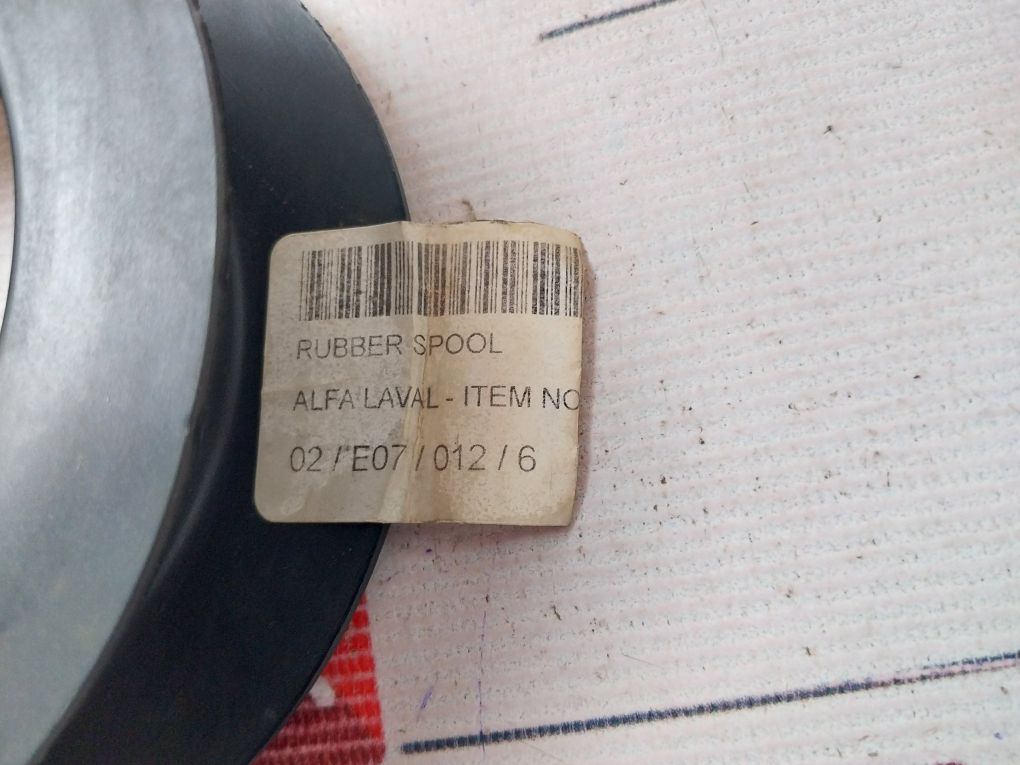 RUBBER SPOOL
ALFA LAVAL - ITEM NO
02 / E07 / 012 / 6